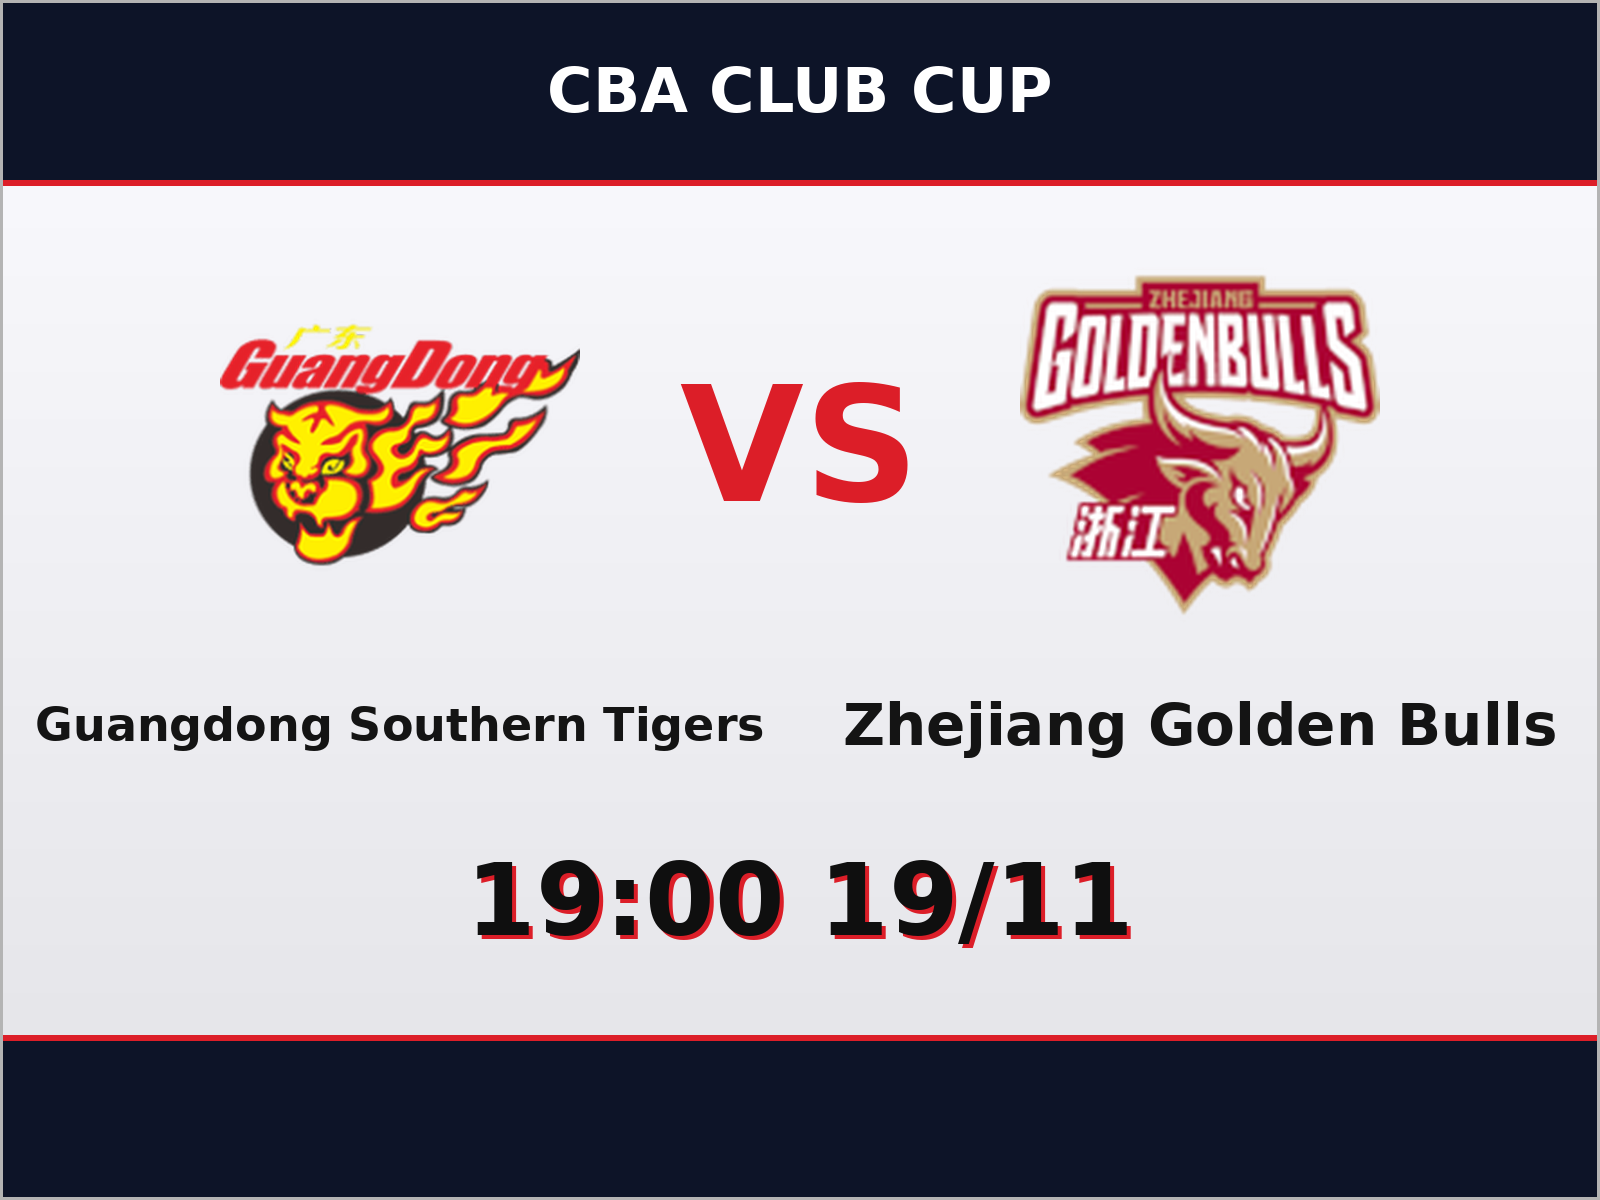 CBA CLUB CUP
广东
GuangDong
ZHEJIANG
GOLDENBULLS
浙江
VS
Guangdong Southern Tigers
Zhejiang Golden Bulls
19:00 19/11